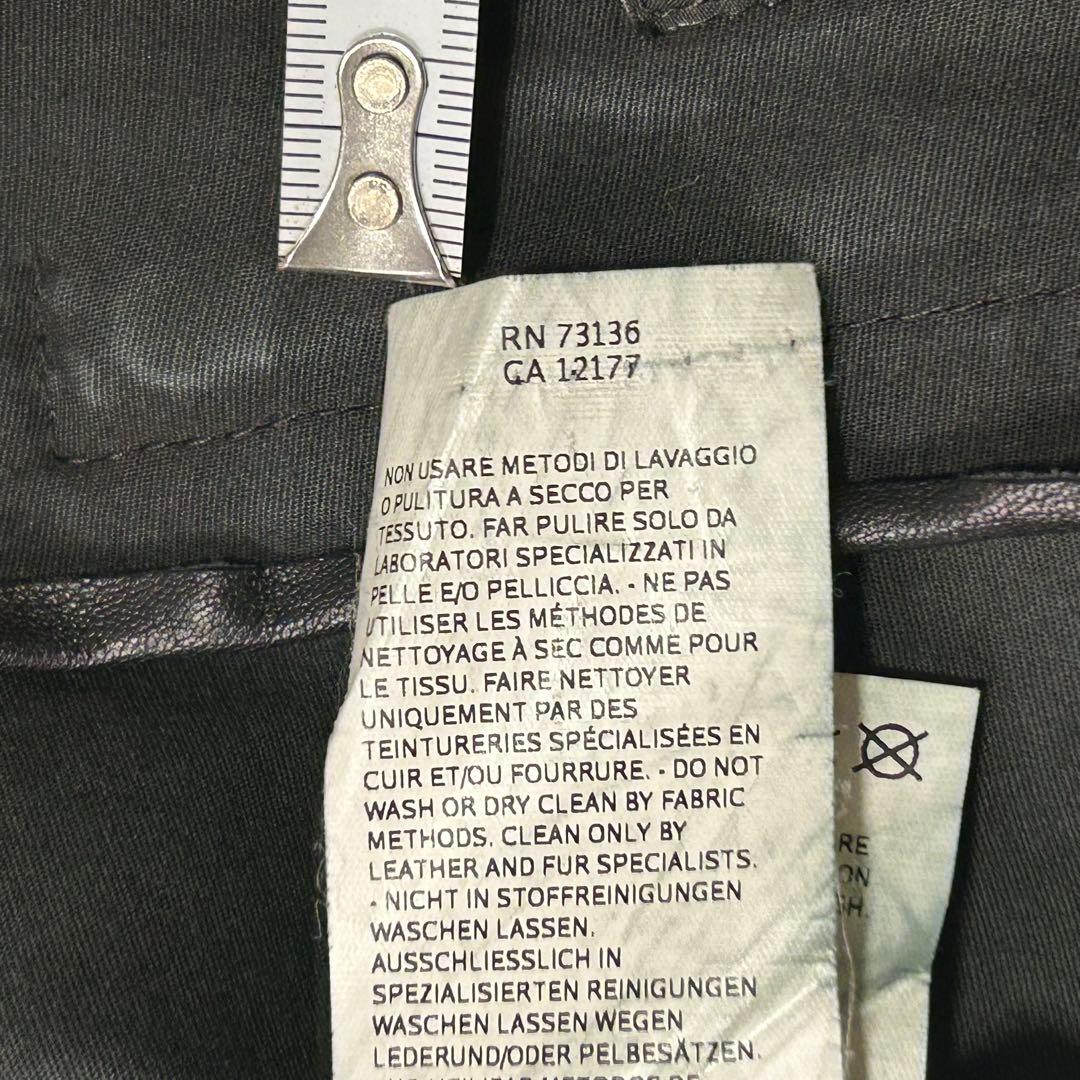 RN 73136
CA 12177
NON USARE METODI DI LAVAGGIO
O PULITURA A SECCO PER
TESSUTO. FAR PULIRE SOLO DA
LABORATORI SPECIALIZZATI IN
PELLE E/O PELLICCIA. - NE PAS
UTILISER LES MÉTHODES DE
NETTOYAGE À SEC COMME POUR
LE TISSU. FAIRE NETTOYER
UNIQUEMENT PAR DES
TEINTURERIES SPÉCIALISÉES EN
CUIR ET/OU FOURRURE. - DO NOT
WASH OR DRY CLEAN BY FABRIC
METHODS. CLEAN ONLY BY
LEATHER AND FUR SPECIALISTS.
- NICHT IN STOFFREINIGUNGEN
WASCHEN LASSEN.
AUSSCHLIESSLICH IN
SPEZIALISIERTEN REINIGUNGEN
WASCHEN LASSEN WEGEN
LEDERUND/ODER PELBESÄTZEN.
RE
ON
SH.